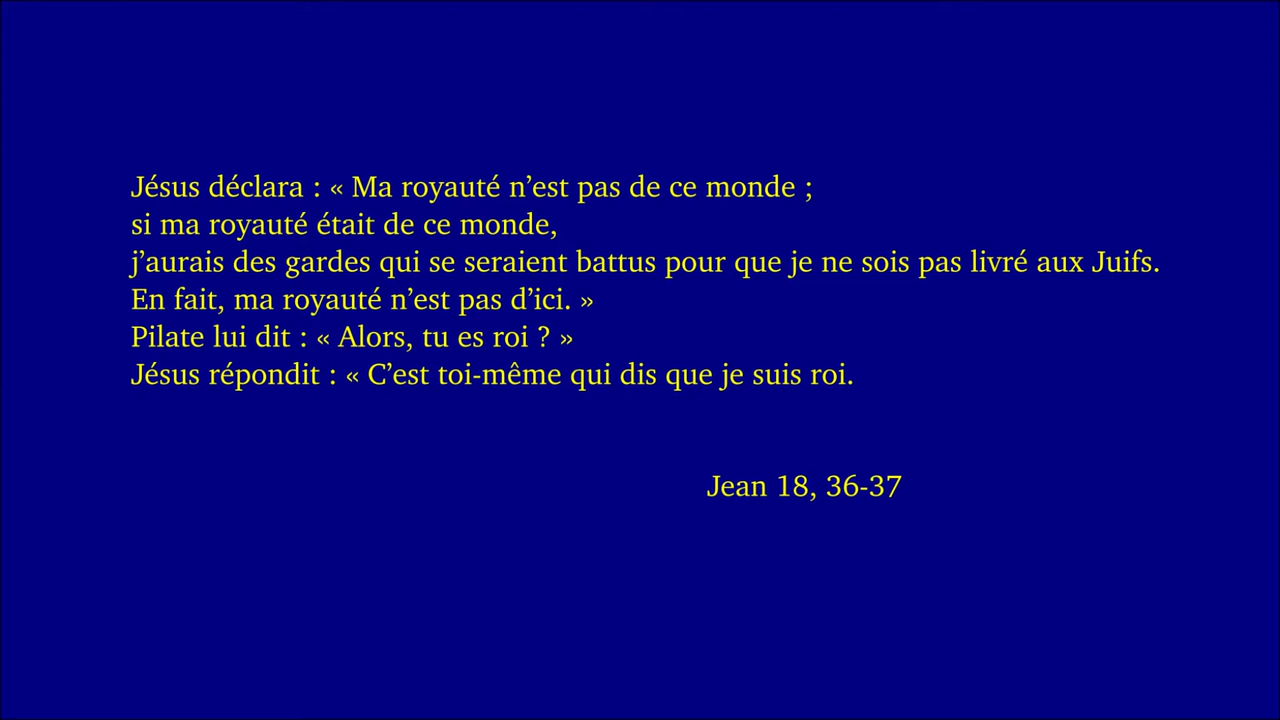 Jésus déclara : « Ma royauté n’est pas de ce monde ;
si ma royauté était de ce monde,
j’aurais des gardes qui se seraient battus pour que je ne sois pas livré aux Juifs.
En fait, ma royauté n’est pas d’ici. »
Pilate lui dit : « Alors, tu es roi ? »
Jésus répondit : « C’est toi-même qui dis que je suis roi.
Jean 18, 36-37